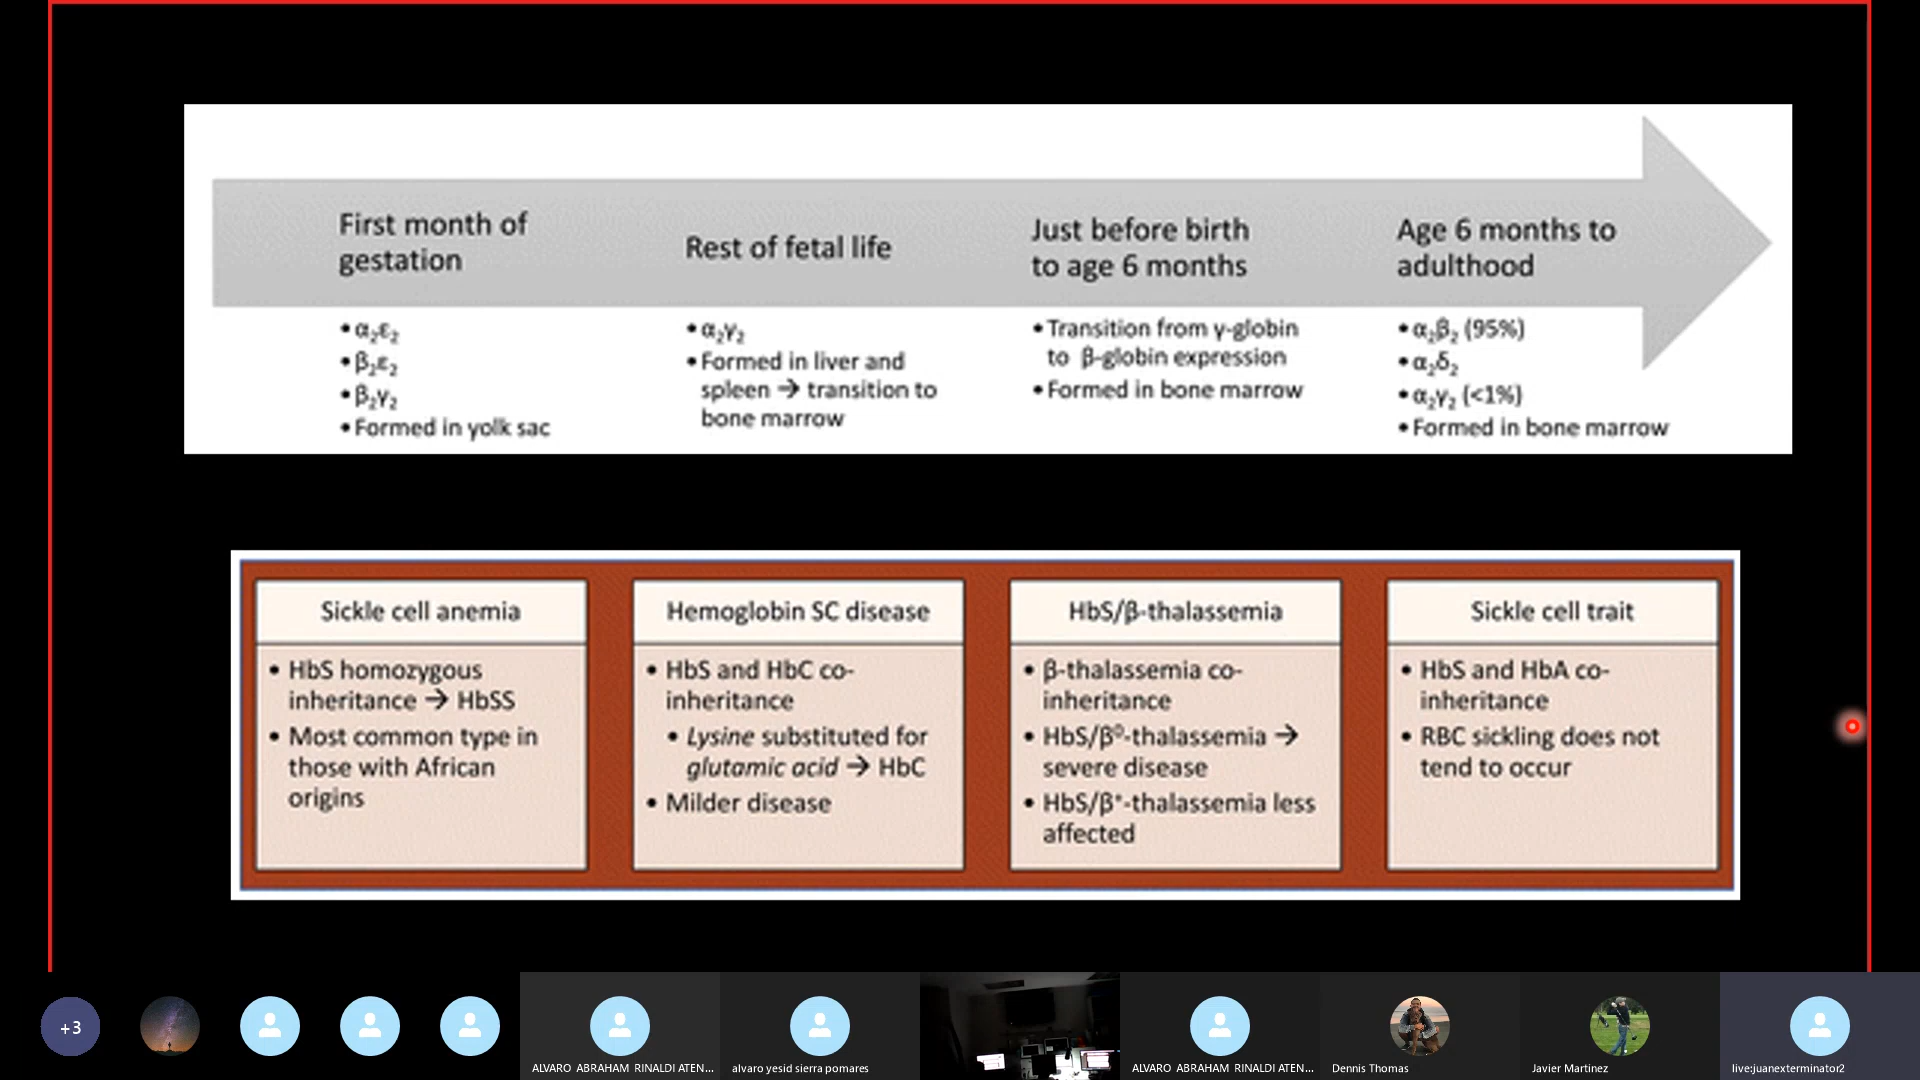 First month of
gestation
• α₂ε₂
• β₂ε₂
• β₂γ₂
• Formed in yolk sac
Rest of fetal life
• α₂γ₂
• Formed in liver and
spleen → transition to
bone marrow
Just before birth
to age 6 months
• Transition from γ-globin
to β-globin expression
• Formed in bone marrow
Age 6 months to
adulthood
• α₂β₂ (95%)
• α₂δ₂
• α₂γ₂ (<1%)
• Formed in bone marrow
Sickle cell anemia
• HbS homozygous
inheritance → HbSS
• Most common type in
those with African
origins
Hemoglobin SC disease
• HbS and HbC co-
inheritance
• Lysine substituted for
glutamic acid → HbC
• Milder disease
HbS/β-thalassemia
• β-thalassemia co-
inheritance
• HbS/β⁰-thalassemia →
severe disease
• HbS/β⁺-thalassemia less
affected
Sickle cell trait
• HbS and HbA co-
inheritance
• RBC sickling does not
tend to occur
+3
ALVARO ABRAHAM RINALDI ATEN...
alvaro yesid sierra pomares
ALVARO ABRAHAM RINALDI ATEN...
Dennis Thomas
Javier Martinez
live:juanexterminator2